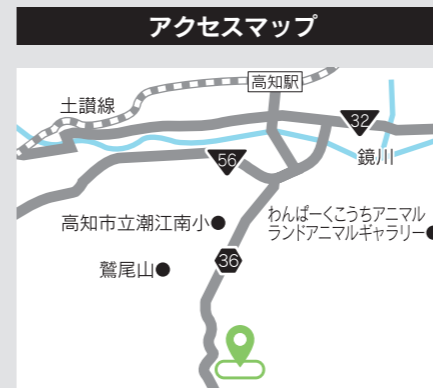 アクセスマップ
高知駅
土讃線
32
鏡川
56
わんぱーくこうちアニマル
ランドアニマルギャラリー●
高知市立潮江南小●
鷲尾山●
36